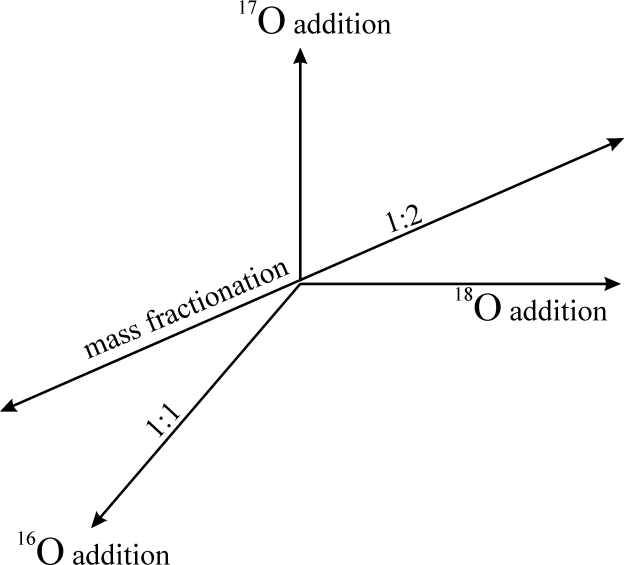 ¹⁷O addition
1:2
mass fractionation
¹⁸O addition
1:1
¹⁶O addition